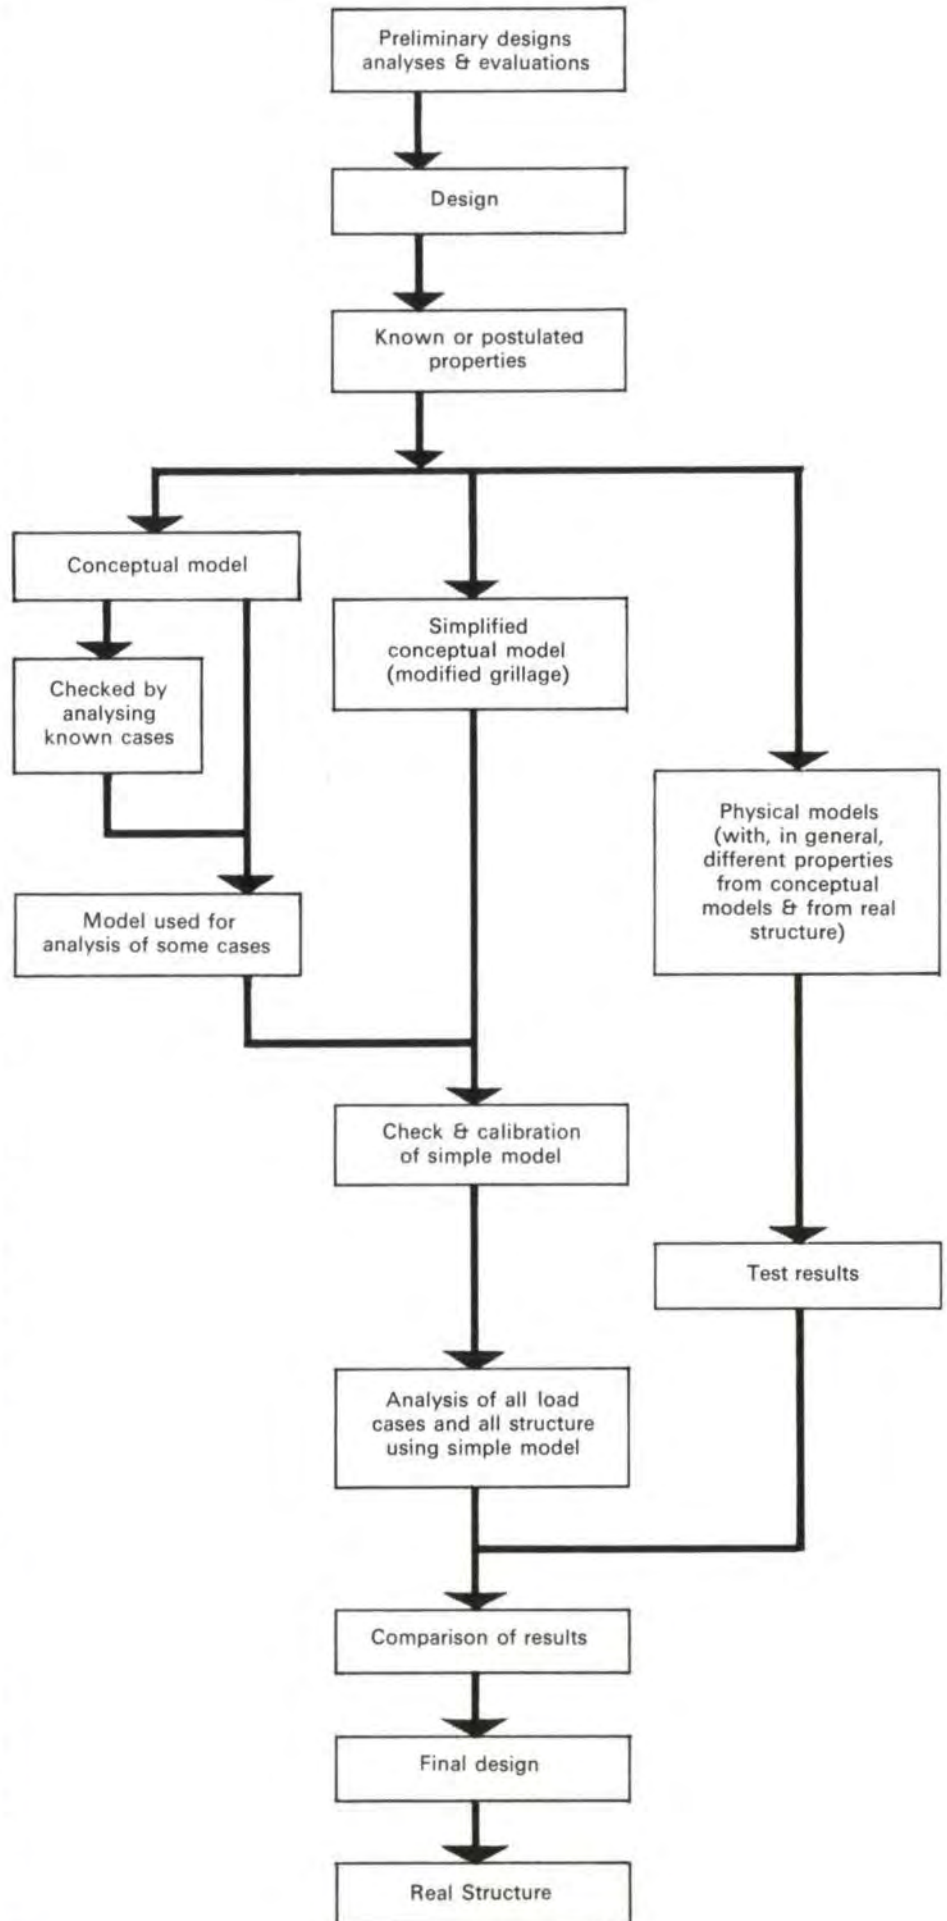 Preliminary designs
analyses & evaluations
Design
Known or postulated
properties
Conceptual model
Simplified
conceptual model
(modified grillage)
Checked by
analysing
known cases
Physical models
(with, in general,
different properties
from conceptual
models & from real
structure)
Model used for
analysis of some cases
Check & calibration
of simple model
Test results
Analysis of all load
cases and all structure
using simple model
Comparison of results
Final design
Real Structure